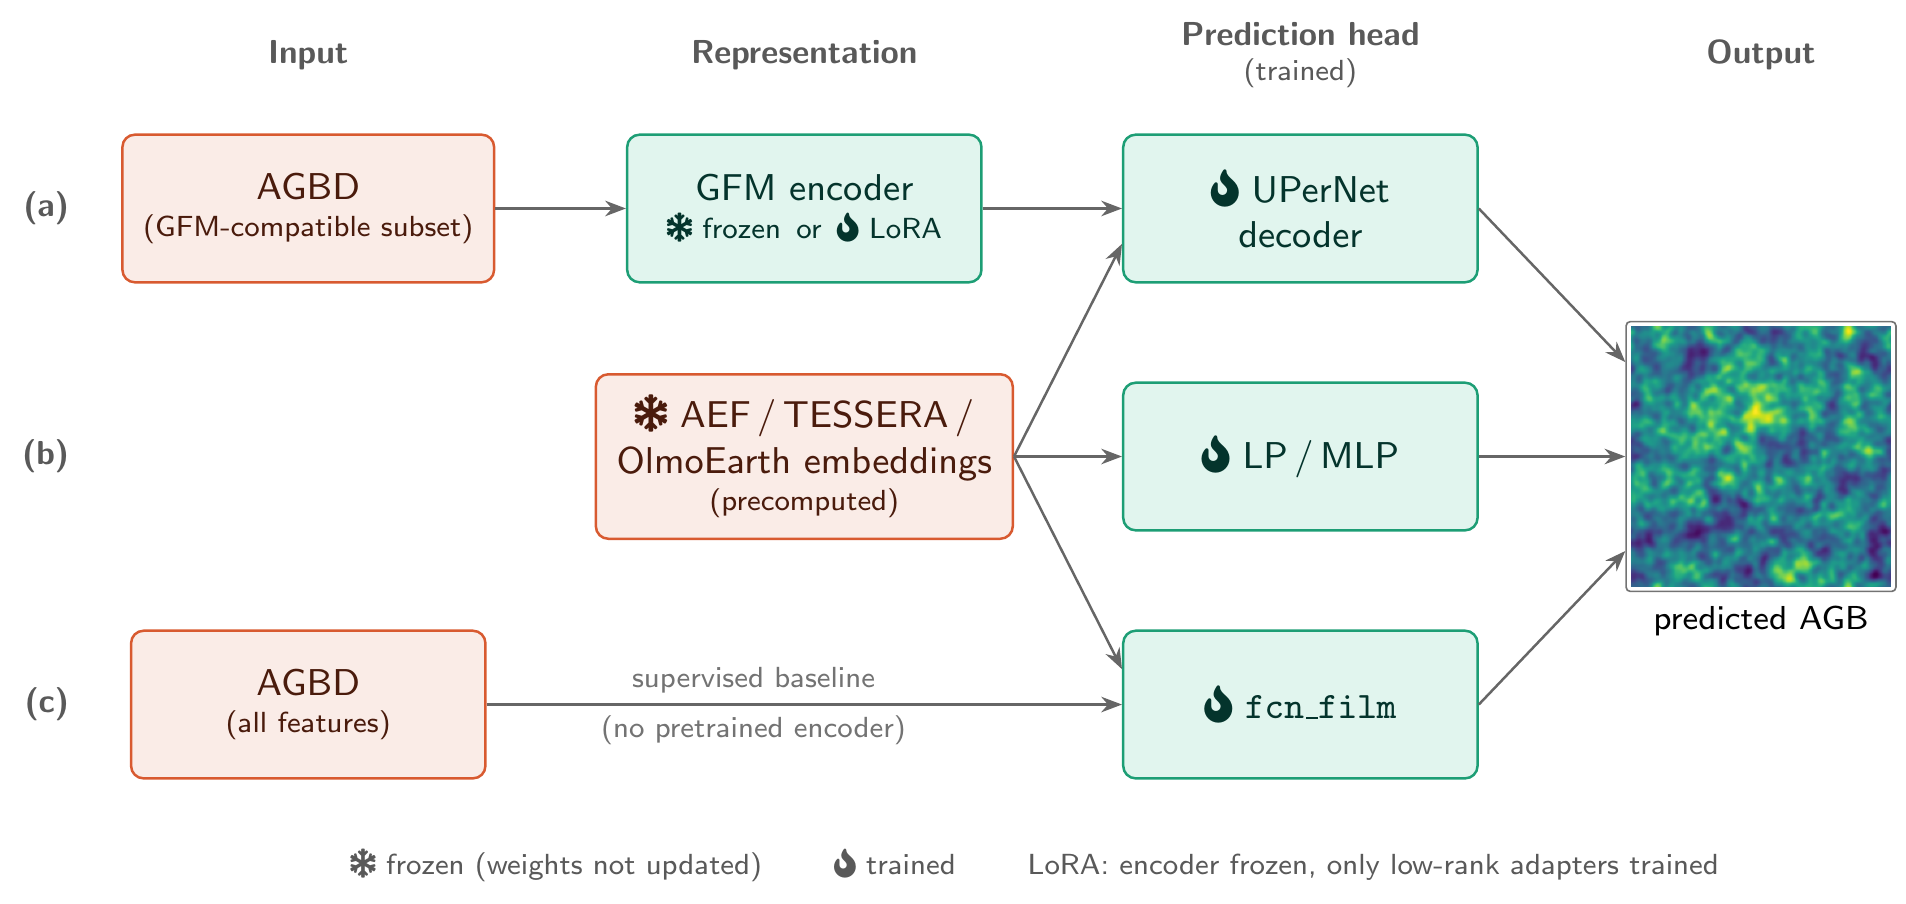 Input
Representation
Prediction head
(trained)
Output
(a)
AGBD
(GFM-compatible subset)
GFM encoder
frozen or LoRA
UPerNet
decoder
(b)
AEF / TESSERA /
OlmoEarth embeddings
(precomputed)
LP / MLP
predicted AGB
(c)
AGBD
(all features)
supervised baseline
(no pretrained encoder)
fcn_film
frozen (weights not updated)
trained
LoRA: encoder frozen, only low-rank adapters trained